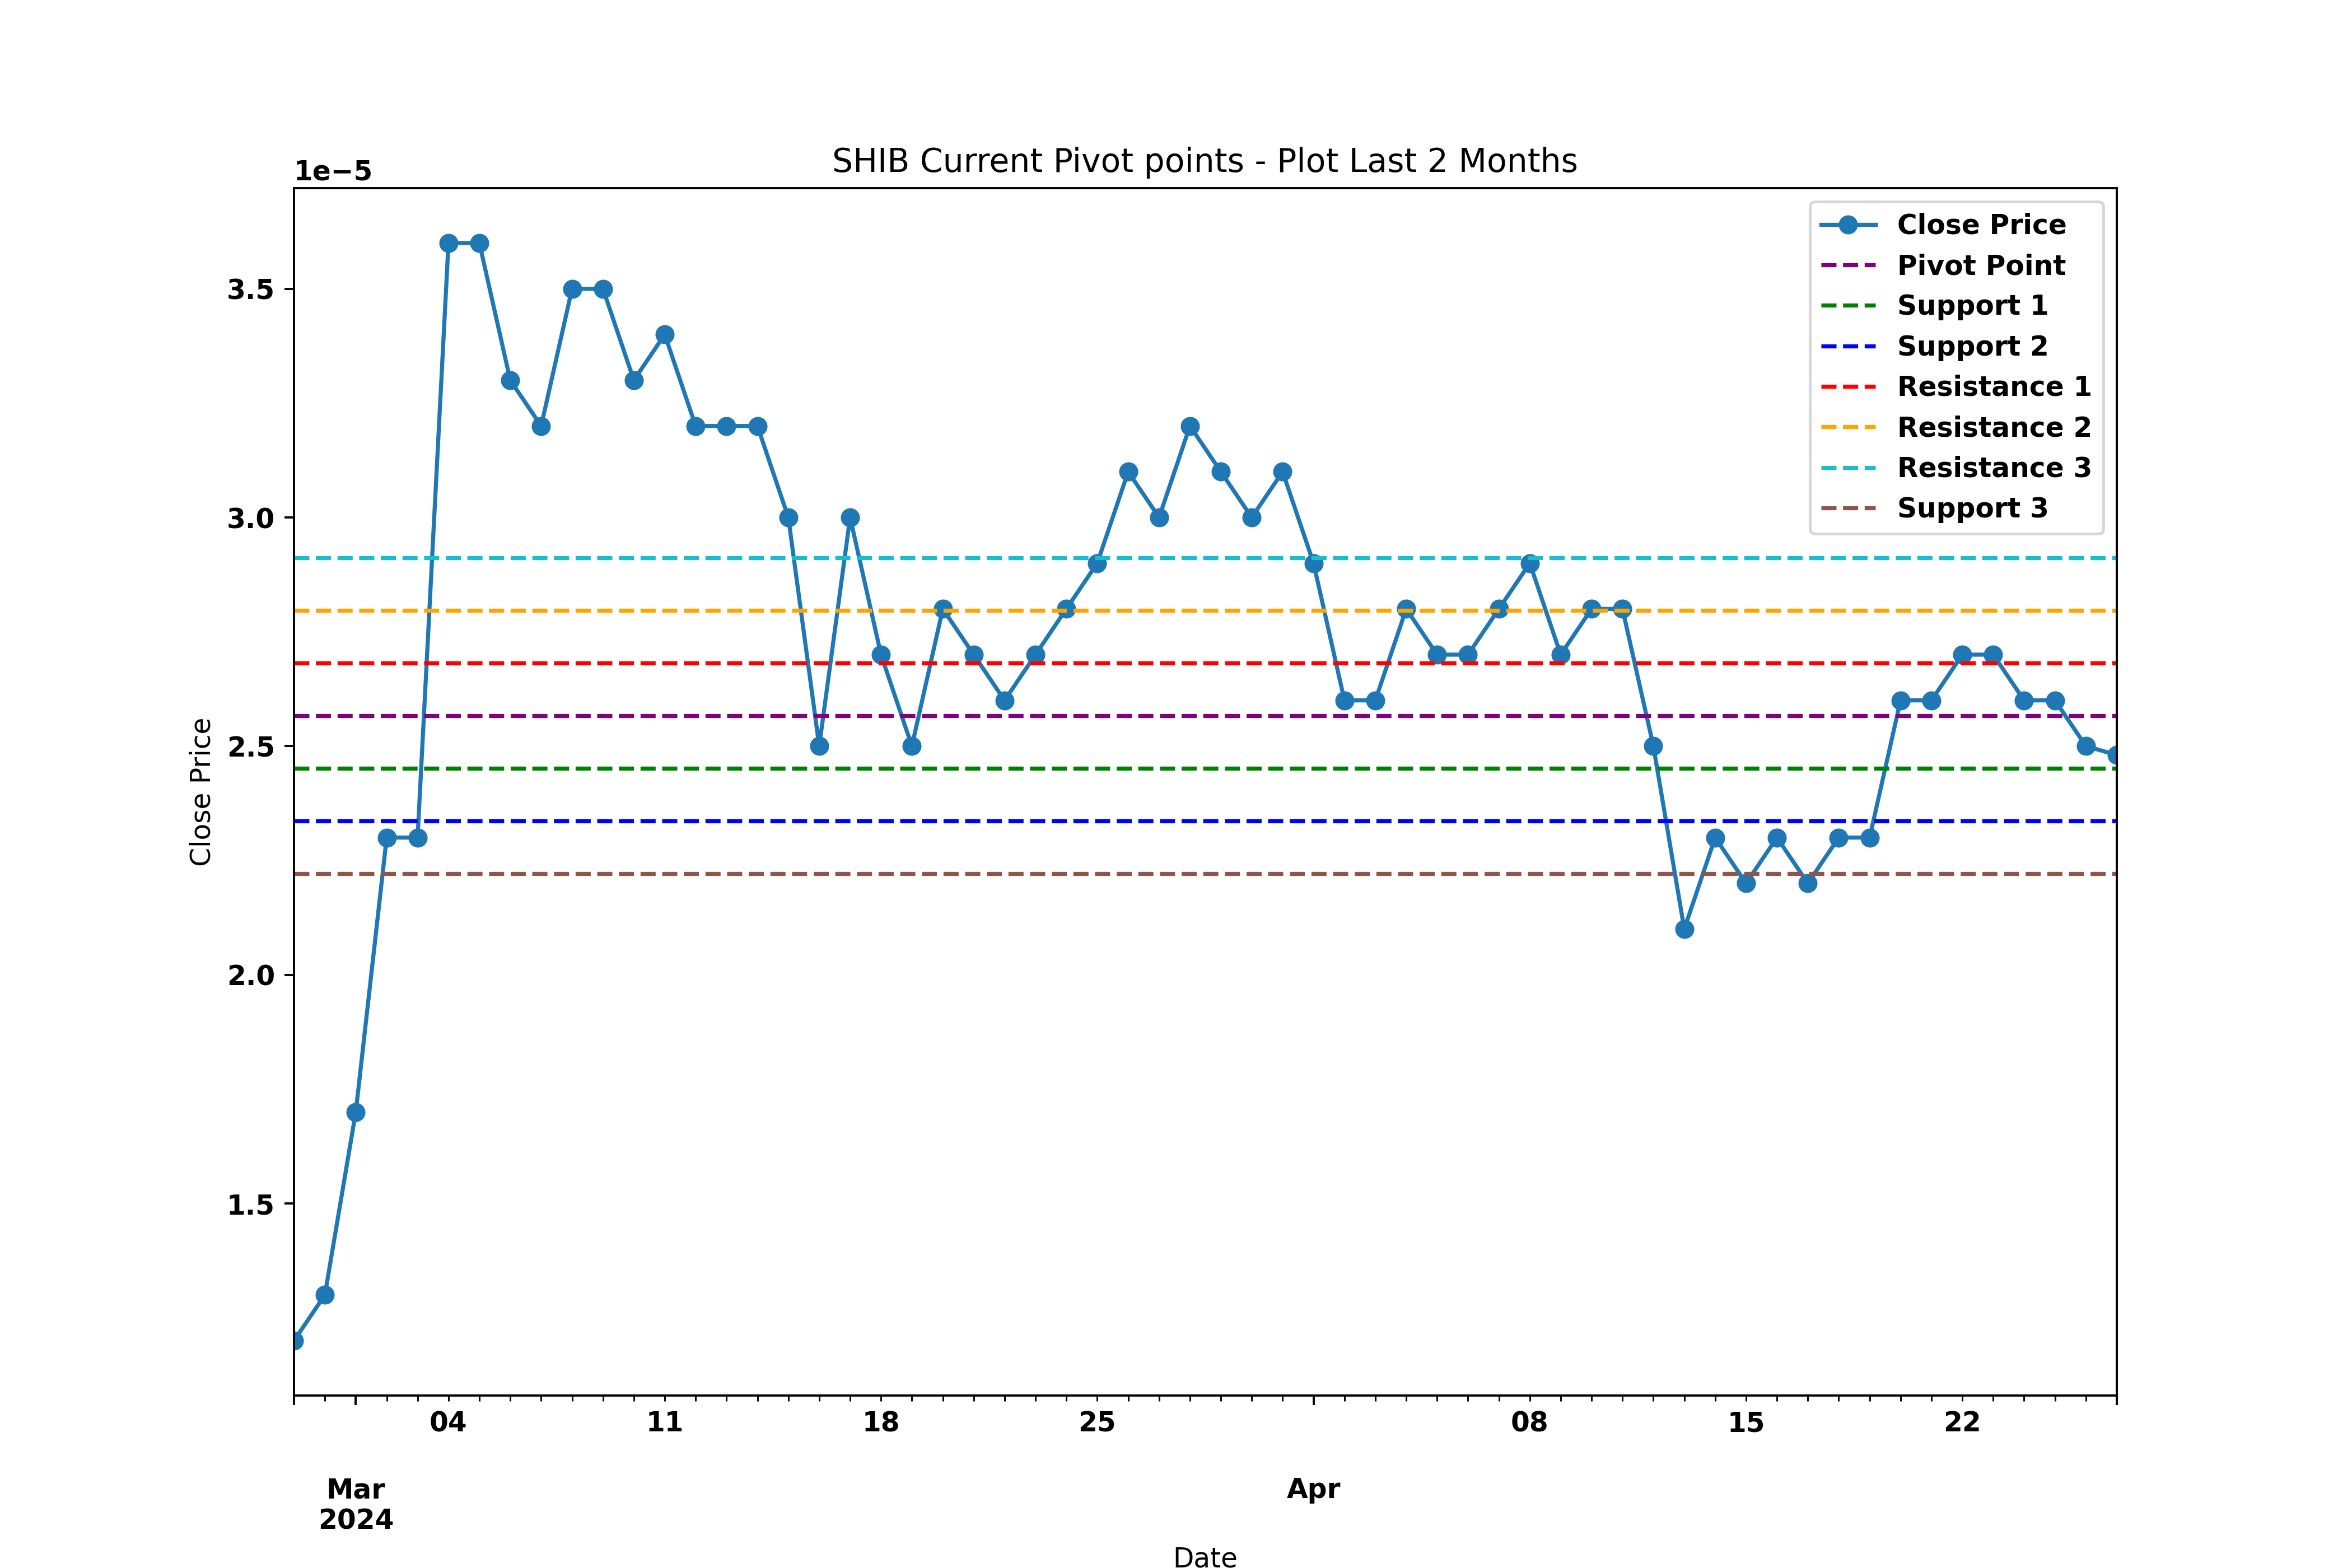 SHIB Current Pivot points - Plot Last 2 Months
1e−5
Close Price
Pivot Point
Support 1
Support 2
Resistance 1
Resistance 2
Resistance 3
Support 3
3.5
3.0
2.5
2.0
1.5
Close Price
04
11
18
25
08
15
22
Mar
2024
Apr
Date